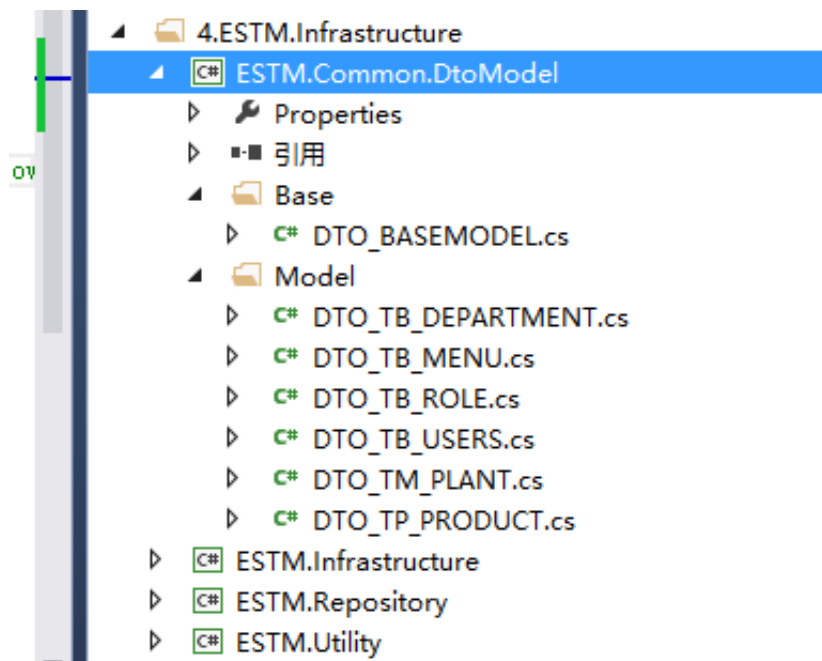 4.ESTM.Infrastructure
C# ESTM.Common.DtoModel
Properties
引用
Base
C# DTO_BASEMODEL.cs
Model
C# DTO_TB_DEPARTMENT.cs
C# DTO_TB_MENU.cs
C# DTO_TB_ROLE.cs
C# DTO_TB_USERS.cs
C# DTO_TM_PLANT.cs
C# DTO_TP_PRODUCT.cs
C# ESTM.Infrastructure
C# ESTM.Repository
C# ESTM.Utility